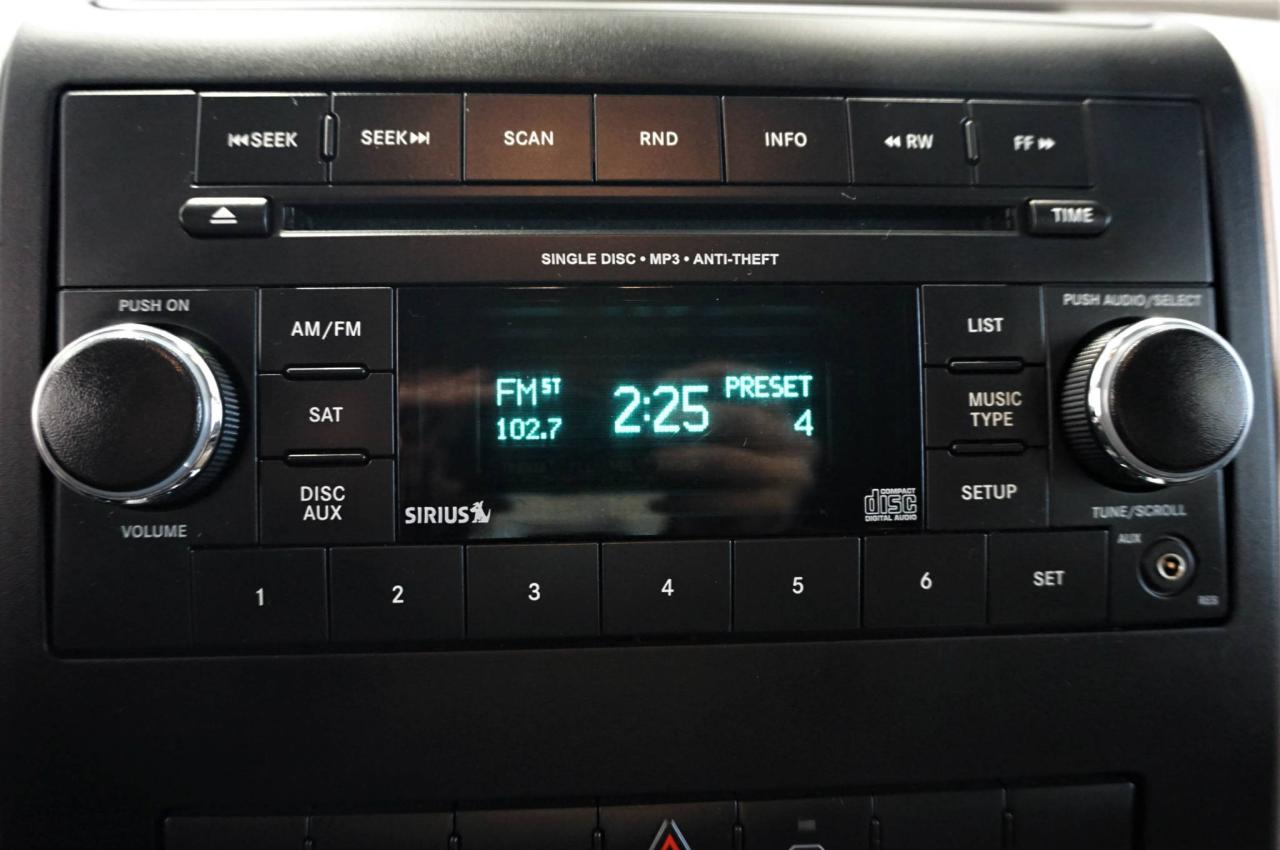 ⏮SEEK SEEK⏭ SCAN RND INFO ◀◀ RW FF ▶▶
TIME
SINGLE DISC • MP3 • ANTI-THEFT
PUSH ON
VOLUME
AM/FM
SAT
DISC
AUX
FM ST
102.7
2:25
PRESET
4
SIRIUS
COMPACT
disc
DIGITAL AUDIO
LIST
MUSIC
TYPE
SETUP
PUSH AUDIO/SELECT
TUNE/SCROLL
AUX
RES
1 2 3 4 5 6 SET